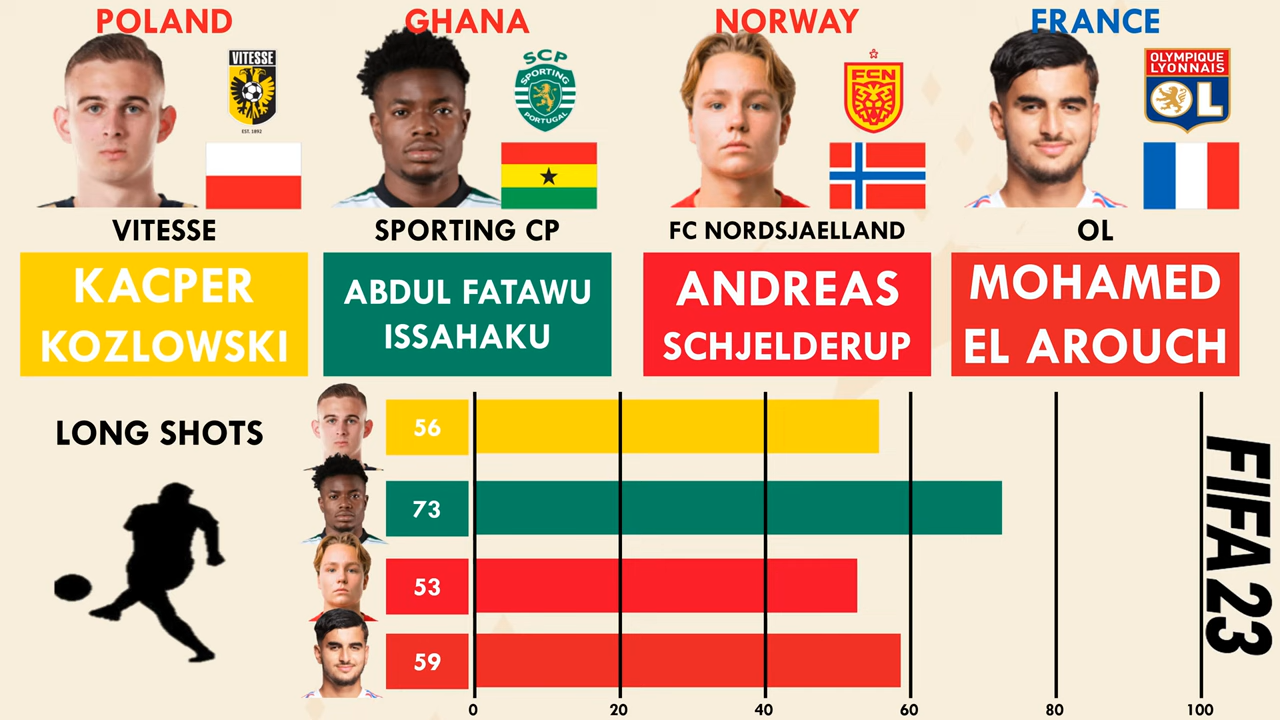 POLAND
GHANA
NORWAY
FRANCE
VITESSE
EST. 1892
SCP
SPORTING
PORTUGAL
FCN
OLYMPIQUE
LYONNAIS
OL
VITESSE
SPORTING CP
FC NORDSJAELLAND
OL
KACPER
KOZLOWSKI
ABDUL FATAWU
ISSAHAKU
ANDREAS
SCHJELDERUP
MOHAMED
EL AROUCH
LONG SHOTS
56
73
53
59
0
20
40
60
80
100
FIFA 23